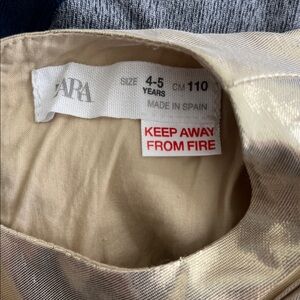 ZARA
SIZE 4-5 YEARS CM 110
MADE IN SPAIN
KEEP AWAY
FROM FIRE